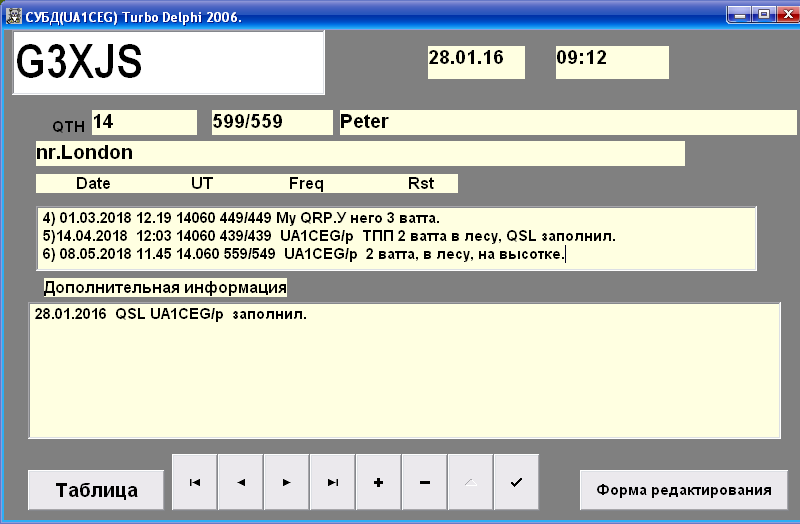 СУБД(UA1CEG) Turbo Delphi 2006.
G3XJS
28.01.16
09:12
QTH 14
599/559
Peter
nr.London
Date UT Freq Rst
4) 01.03.2018 12.19 14060 449/449 My QRP.У него 3 ватта.
5)14.04.2018 12:03 14060 439/439 UA1CEG/p ТПП 2 ватта в лесу, QSL заполнил.
6) 08.05.2018 11.45 14.060 559/549 UA1CEG/p 2 ватта, в лесу, на высотке.
Дополнительная информация
28.01.2016 QSL UA1CEG/p заполнил.
Таблица
Форма редактирования